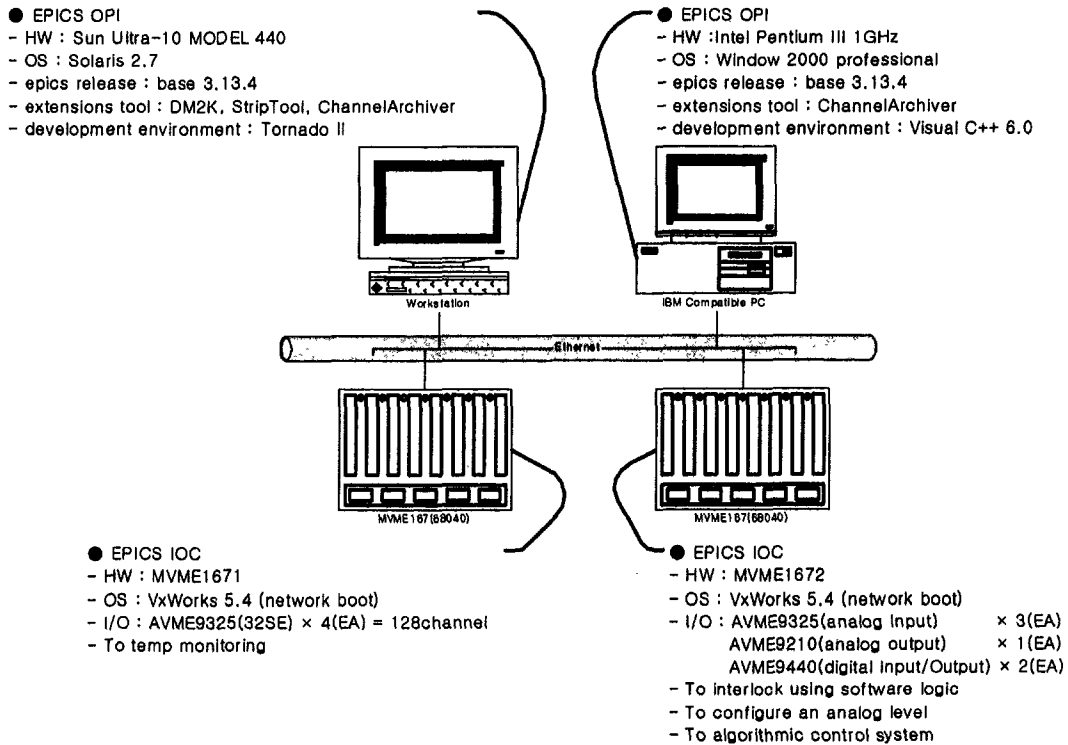 ● EPICS OPI
- HW : Sun Ultra-10 MODEL 440
- OS : Solaris 2.7
- epics release : base 3.13.4
- extensions tool : DM2K, StripTool, ChannelArchiver
- development environment : Tornado II
● EPICS OPI
- HW :Intel Pentium III 1GHz
- OS : Window 2000 professional
- epics release : base 3.13.4
- extensions tool : ChannelArchiver
- development environment : Visual C++ 6.0
Workstation
IBM Compatible PC
Ethernet
MVME167(68040)
MVME167(68040)
● EPICS IOC
- HW : MVME1671
- OS : VxWorks 5.4 (network boot)
- I/O : AVME9325(32SE) × 4(EA) = 128channel
- To temp monitoring
● EPICS IOC
- HW : MVME1672
- OS : VxWorks 5.4 (network boot)
- I/O : AVME9325(analog input) × 3(EA)
AVME9210(analog output) × 1(EA)
AVME9440(digital input/Output) × 2(EA)
- To interlock using software logic
- To configure an analog level
- To algorithmic control system